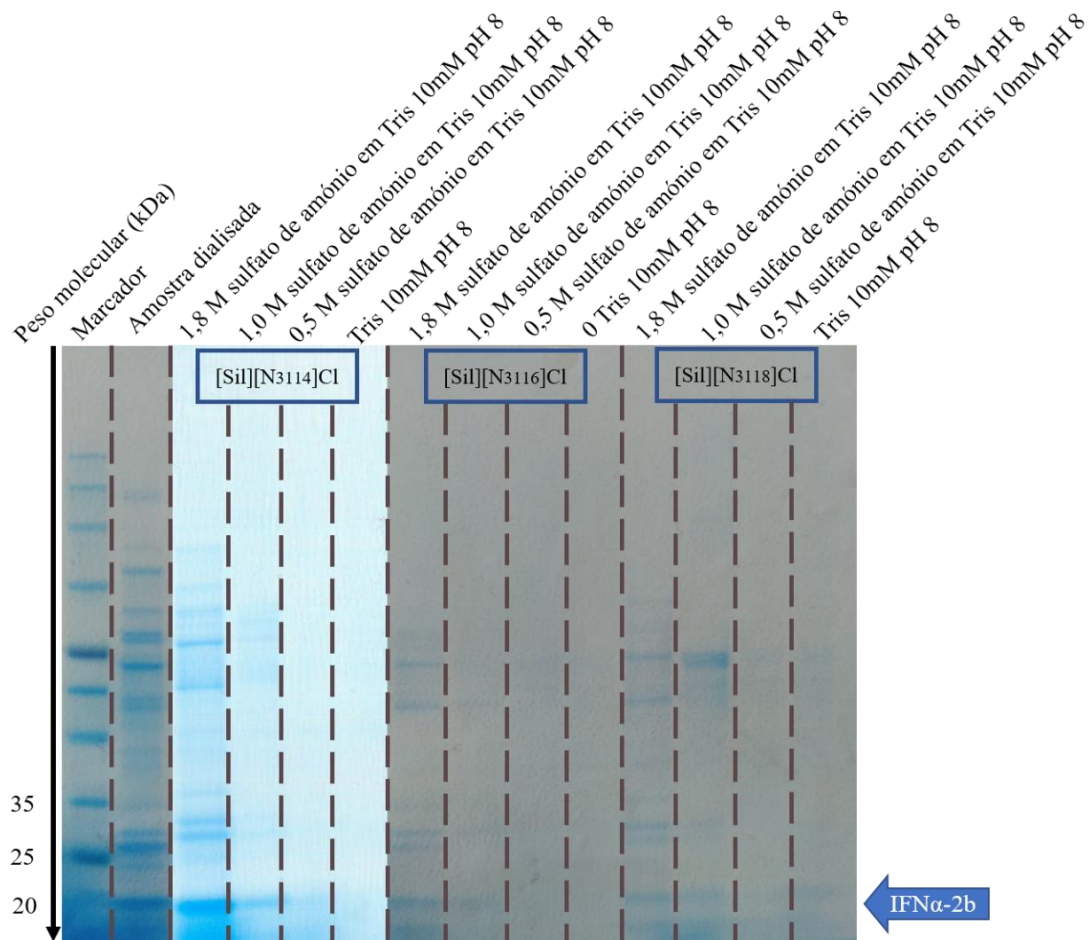 Peso molecular (kDa)
Marcador
Amostra dialisada
1,8 M sulfato de amónio em Tris 10mM pH 8
1,0 M sulfato de amónio em Tris 10mM pH 8
0,5 M sulfato de amónio em Tris 10mM pH 8
Tris 10mM pH 8
1,8 M sulfato de amónio em Tris 10mM pH 8
1,0 M sulfato de amónio em Tris 10mM pH 8
0,5 M sulfato de amónio em Tris 10mM pH 8
0 Tris 10mM pH 8
1,8 M sulfato de amónio em Tris 10mM pH 8
1,0 M sulfato de amónio em Tris 10mM pH 8
0,5 M sulfato de amónio em Tris 10mM pH 8
Tris 10mM pH 8
[Sil][N3114]Cl
[Sil][N3116]Cl
[Sil][N3118]Cl
35
25
20
IFNα-2b